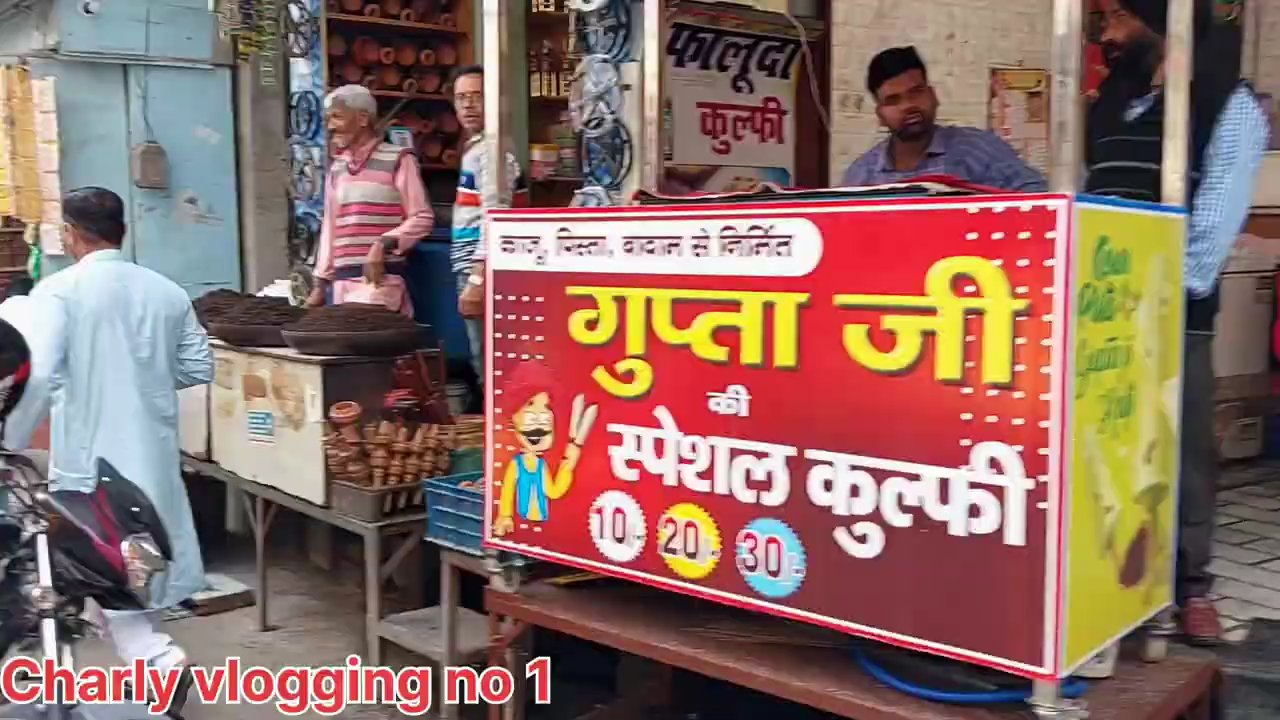 फालूदा
कुल्फी
काजू, पिस्ता, बादाम से निर्मित
गुप्ता जी
की
स्पेशल कुल्फी
10 20 30
Charly vlogging no 1